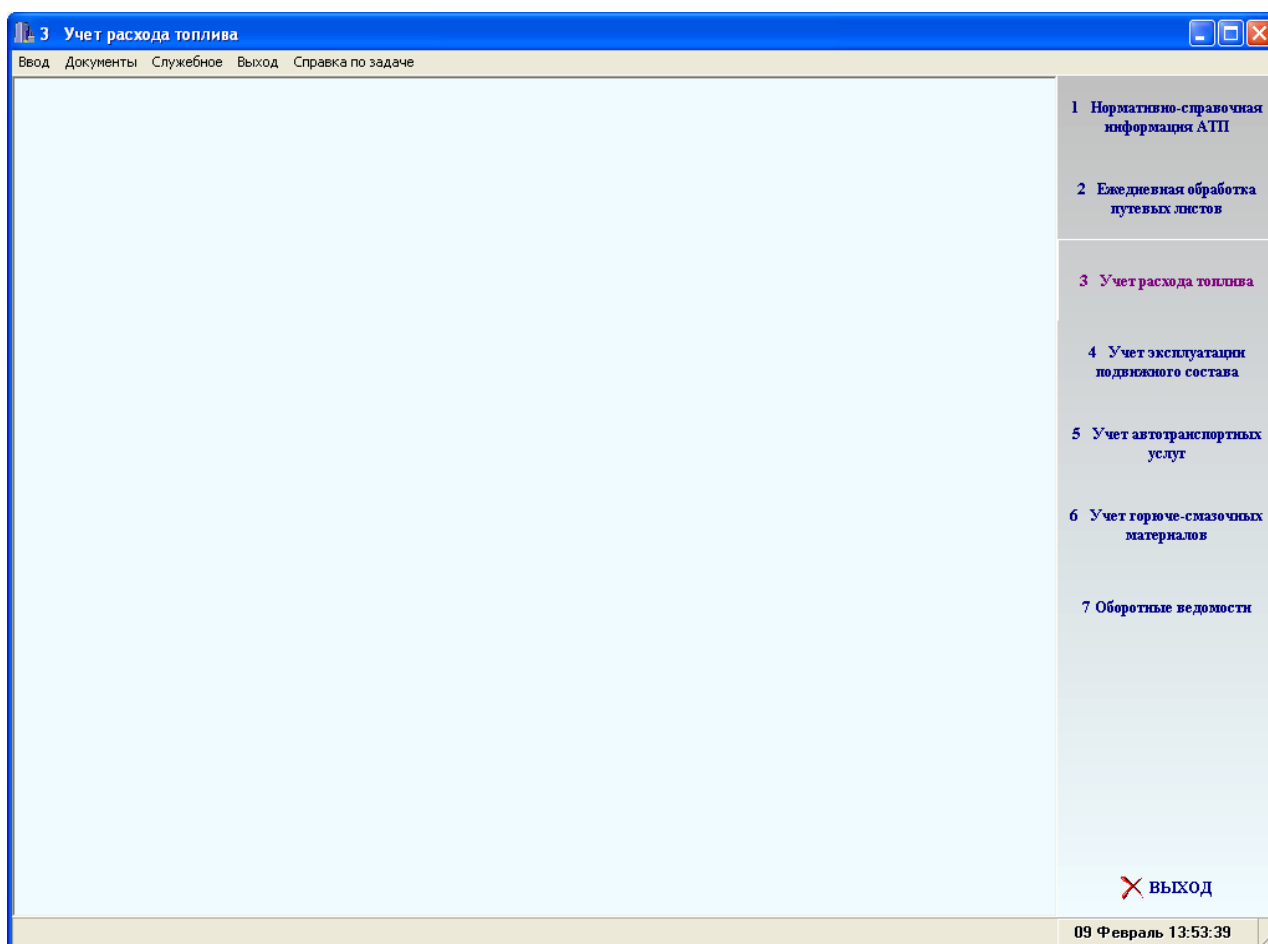 3 Учет расхода топлива
Ввод Документы Служебное Выход Справка по задаче
1 Нормативно-справочная
информация АТП
2 Ежедневная обработка
путевых листов
3 Учет расхода топлива
4 Учет эксплуатации
подвижного состава
5 Учет автотранспортных
услуг
6 Учет горюче-смазочных
материалов
7 Оборотные ведомости
ВЫХОД
09 Февраль 13:53:39